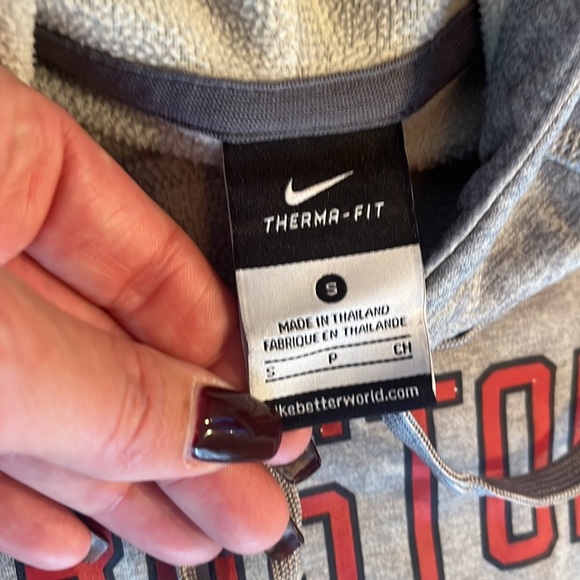 THERMA-FIT
S
MADE IN THAILAND
FABRIQUE EN THAILANDE
S P CH
kebetterworld.com